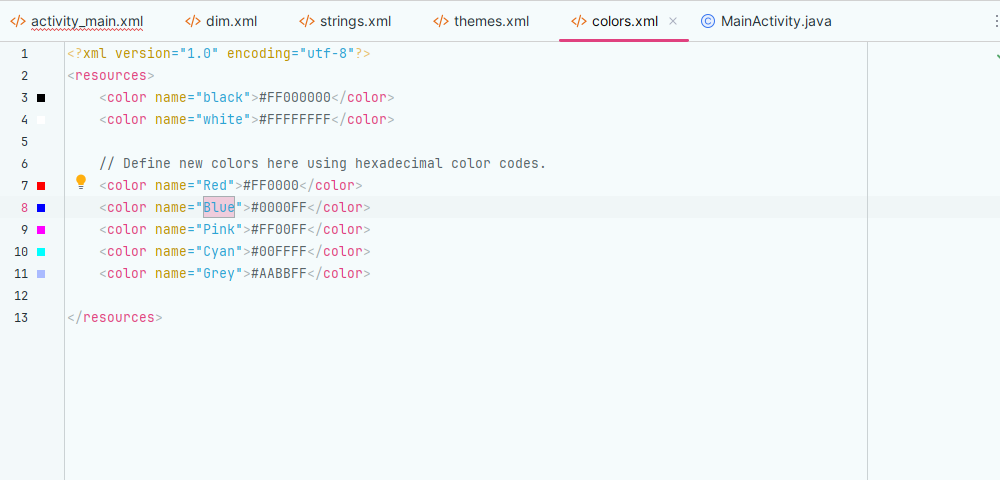 activity_main.xml dim.xml strings.xml themes.xml colors.xml MainActivity.java
1 <?xml version="1.0" encoding="utf-8"?>
2 <resources>
3 <color name="black">#FF000000</color>
4 <color name="white">#FFFFFFFF</color>
5
6 // Define new colors here using hexadecimal color codes.
7 <color name="Red">#FF0000</color>
8 <color name="Blue">#0000FF</color>
9 <color name="Pink">#FF00FF</color>
10 <color name="Cyan">#00FFFF</color>
11 <color name="Grey">#AABBFF</color>
12
13 </resources>